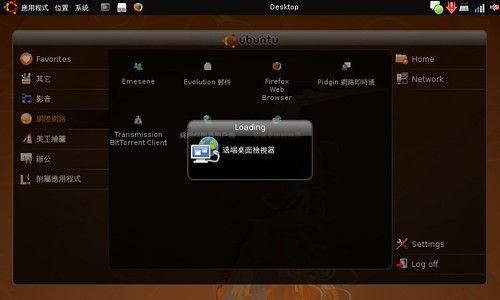 應用程式 位置 系統
Desktop
ubuntu
Favorites
其它
影音
網際網路
美工繪圖
辦公
附屬應用程式
Emesene
Evolution 郵件
Firefox
Web
Browser
Pidgin 網路即時通
Transmission
BitTorrent Client
Loading
遠端桌面檢視器
Home
Network
Settings
Log off